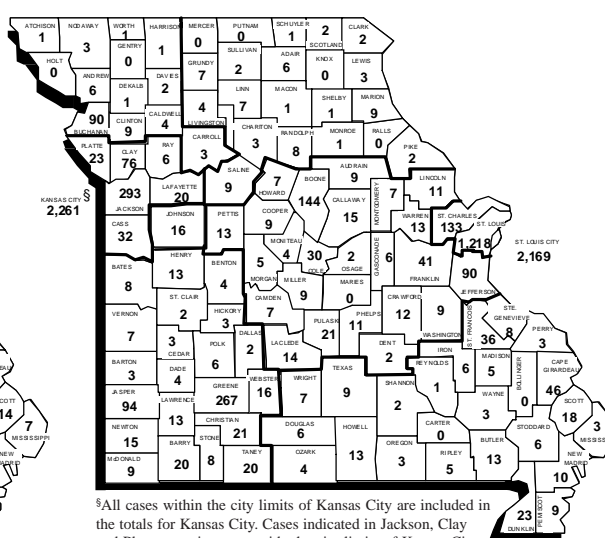 ATCHISON 1
NODAWAY 3
WORTH 1
HARRISON 1
MERCER 0
PUTNAM 0
SCHUYLER 1
2 SCOTLAND
CLARK 2
HOLT 0
GENTRY 0
GRUNDY 7
SULLIVAN 2
ADAIR 6
KNOX 0
LEWIS 3
ANDREW 6
DEKALB 1
DAVIES 2
4 LIVINGSTON
LINN 7
MACON 1
SHELBY 1
MARION 9
90 BUCHANAN
CLINTON 9
CALDWELL 4
CARROLL 3
CHARITON 3
RANDOLPH 8
MONROE 1
RALLS 0
PIKE 2
PLATTE 23
CLAY 76
RAY 6
SALINE 9
7 HOWARD
BOONE 144
AUDRAIN 9
MONTGOMERY 7
LINCOLN 11
KANSAS CITY §
2,261
293 JACKSON
LAFAYETTE 20
COOPER 9
CALLAWAY 15
WARREN 13
ST. CHARLES 133
ST. LOUIS 1,218
ST. LOUIS CITY
2,169
CASS 32
JOHNSON 16
PETTIS 13
MONITEAU 4
30 COLE
2 OSAGE
GASCONADE 6
41 FRANKLIN
90 JEFFERSON
BATES 8
HENRY 13
BENTON 4
5 MORGAN
MILLER 9
MARIES 0
ST. CLAIR 2
HICKORY 3
CAMDEN 7
PULASKI 21
PHELPS 11
CRAWFORD 12
9 WASHINGTON
ST. FRANCOIS 36
STE. GENEVIEVE 8
PERRY 3
VERNON 7
3 CEDAR
POLK 6
DALLAS 2
LACLEDE 14
DENT 2
IRON 6
MADISON 5
BOLLINGER 0
CAPE GIRARDEAU 46
BARTON 3
DADE 4
GREENE 267
WEBSTER 16
WRIGHT 7
TEXAS 9
SHANNON 2
REYNOLDS 1
WAYNE 3
SCOTT 18
JASPER 94
LAWRENCE 13
CHRISTIAN 21
DOUGLAS 6
HOWELL 13
CARTER 0
BUTLER 13
STODDARD 6
3
MISSISS
NEWTON 15
BARRY 20
STONE 8
TANEY 20
OZARK 4
OREGON 3
RIPLEY 5
NEW MADRID 10
McDONALD 9
23 DUNKLIN
PEMISCOT 9
EAU
COTT
14
7
MISSISSIPPI
NEW
ADRID
§All cases within the city limits of Kansas City are included in
the totals for Kansas City. Cases indicated in Jackson, Clay